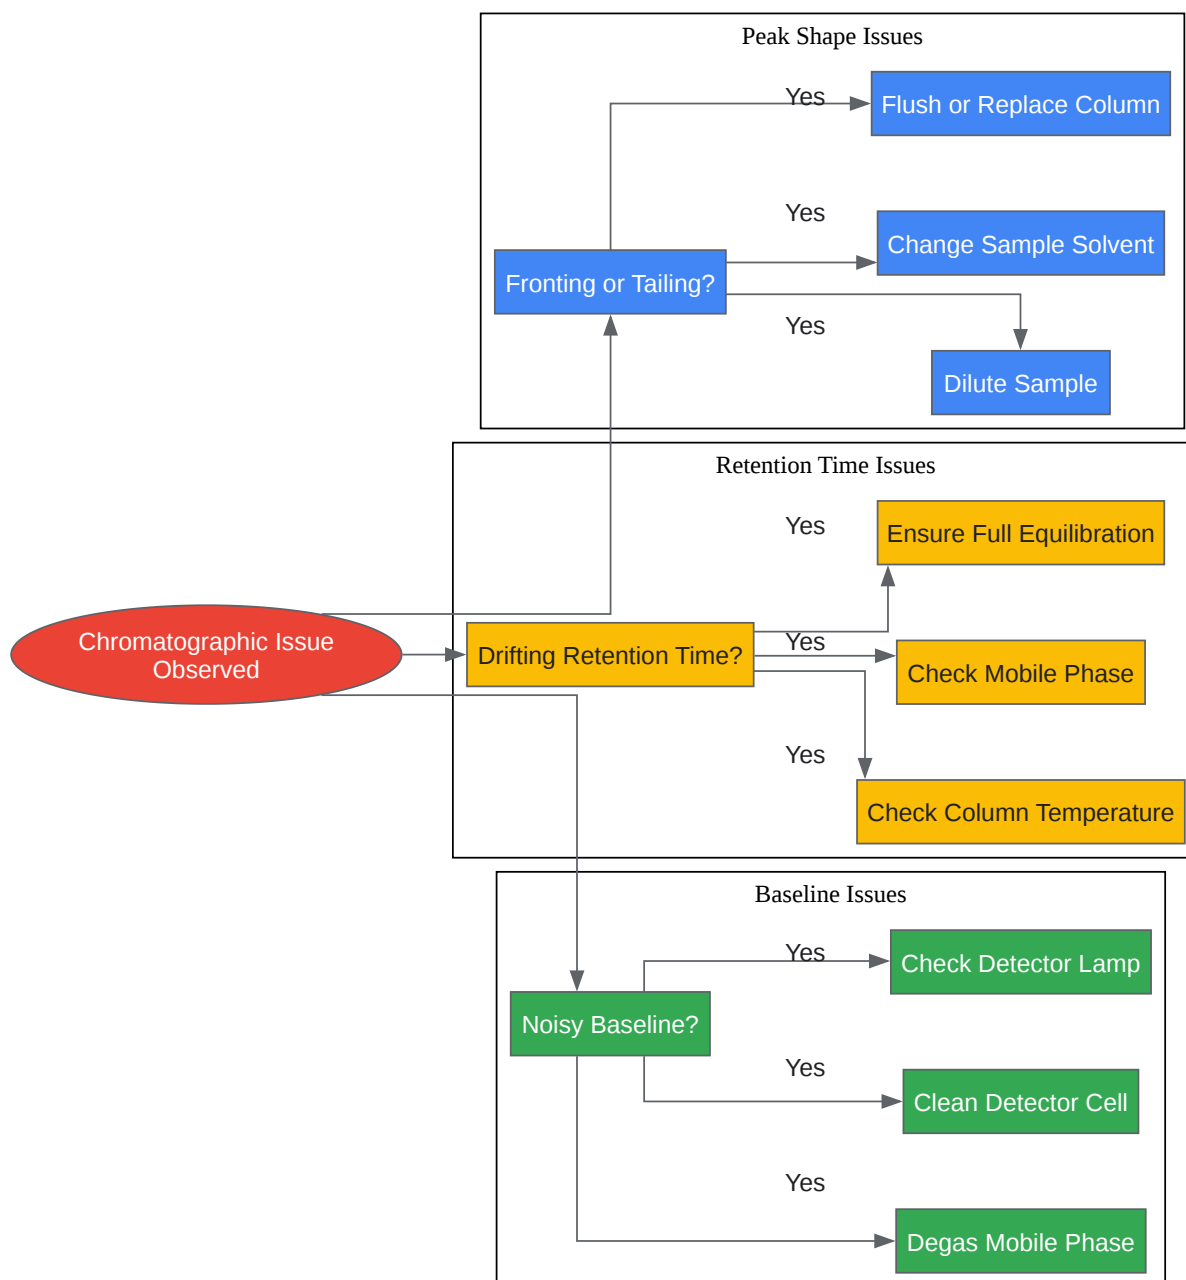 Peak Shape Issues
Yes
Flush or Replace Column
Yes
Change Sample Solvent
Fronting or Tailing?
Yes
Dilute Sample
Retention Time Issues
Yes
Ensure Full Equilibration
Chromatographic Issue
Observed
Drifting Retention Time?
Yes
Check Mobile Phase
Yes
Check Column Temperature
Baseline Issues
Yes
Check Detector Lamp
Noisy Baseline?
Yes
Clean Detector Cell
Yes
Degas Mobile Phase